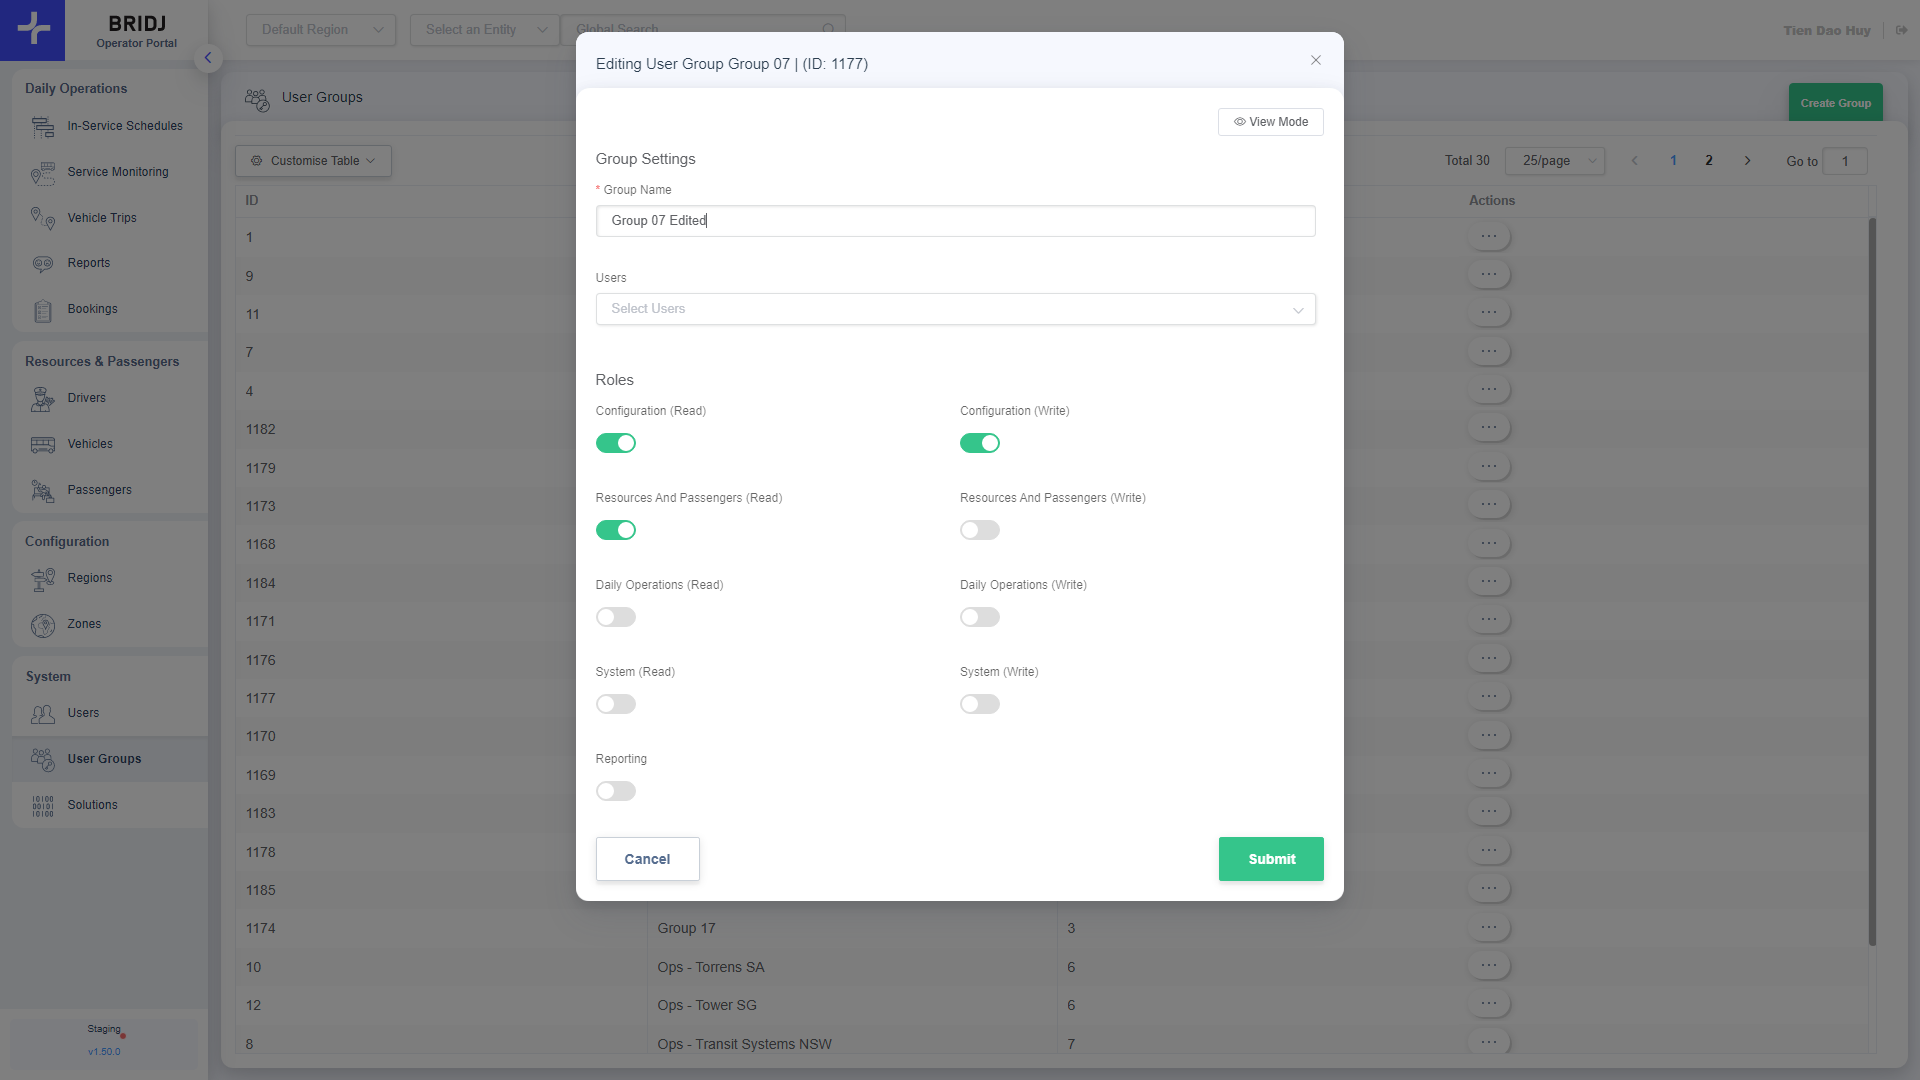 BRIDJ
Operator Portal
Default Region
Select an Entity
Global Search
Tien Dao Huy
Daily Operations
In-Service Schedules
Service Monitoring
Vehicle Trips
Reports
Bookings
Resources & Passengers
Drivers
Vehicles
Passengers
Configuration
Regions
Zones
System
Users
User Groups
Solutions
Staging
v1.50.0
User Groups
Create Group
Customise Table
Total 30
25/page
1
2
Go to
1
ID
Actions
1
9
11
7
4
1182
1179
1173
1168
1184
1171
1176
1177
1170
1169
1183
1178
1185
1174 Group 17 3
10 Ops - Torrens SA 6
12 Ops - Tower SG 6
8 Ops - Transit Systems NSW 7
Editing User Group Group 07 | (ID: 1177)
View Mode
Group Settings
* Group Name
Group 07 Edited
Users
Select Users
Roles
Configuration (Read)
Configuration (Write)
Resources And Passengers (Read)
Resources And Passengers (Write)
Daily Operations (Read)
Daily Operations (Write)
System (Read)
System (Write)
Reporting
Cancel
Submit